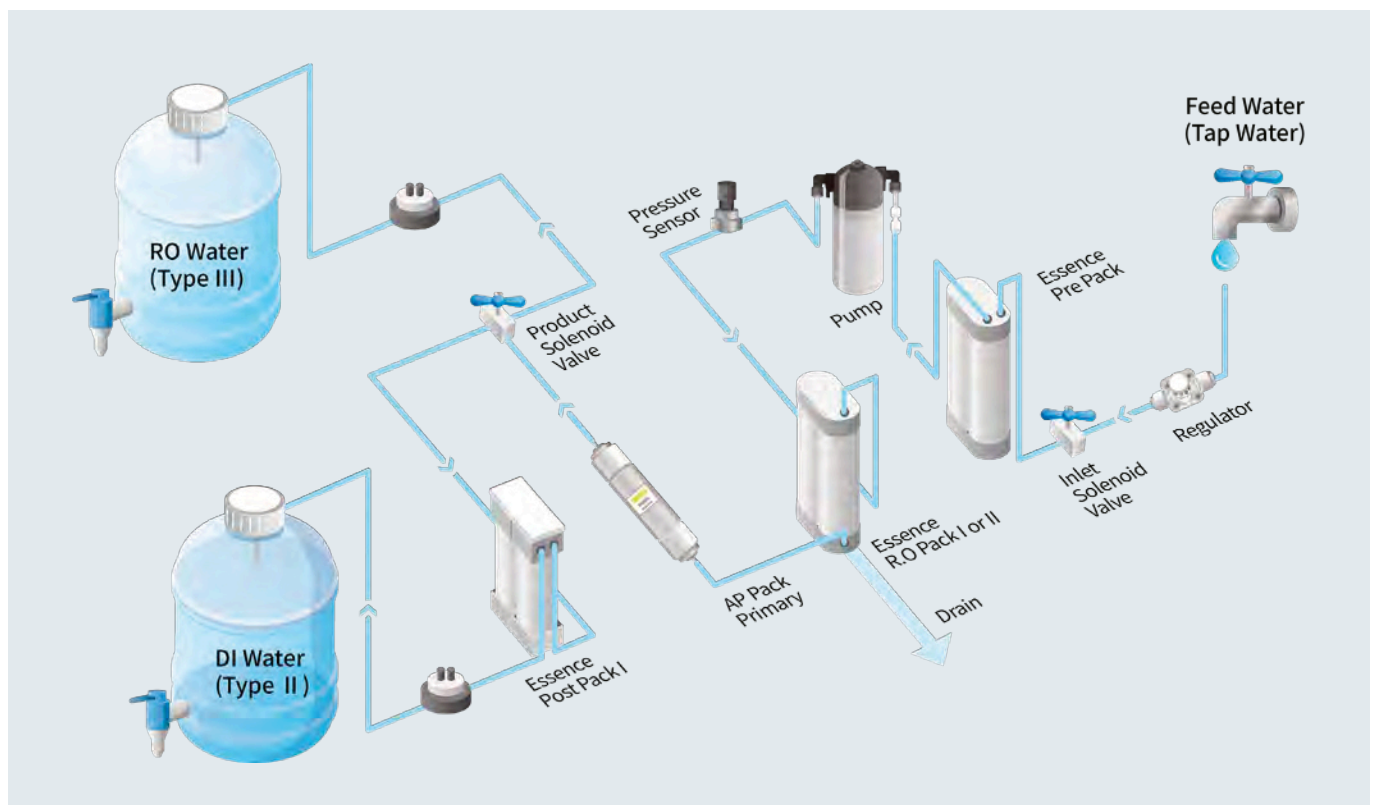 Feed Water
(Tap Water)
RO Water
(Type III)
Pressure
Sensor
Pump
Essence
Pre Pack
Product
Solenoid
Valve
Regulator
Inlet
Solenoid
Valve
Essence
R.O Pack I or II
AP Pack
Primary
Drain
DI Water
(Type II)
Essence
Post Pack I